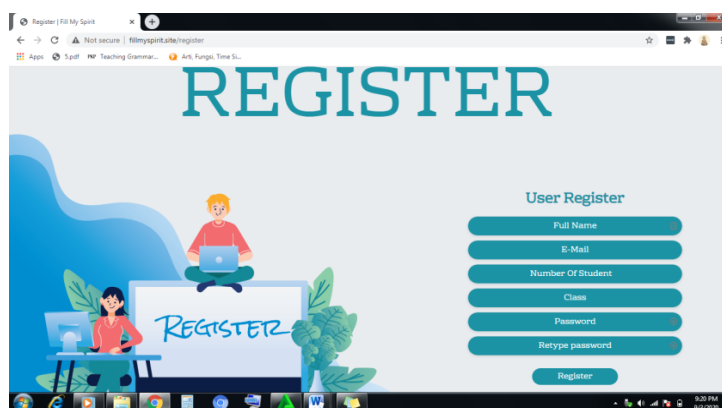 Register | Fill My Spirit
Not secure | fillmyspirit.site/register
Apps 5.pdf Teaching Grammar... Arti, Fungsi, Time Si...
REGISTER
User Register
Full Name
E-Mail
Number Of Student
Class
Password
Retype password
Register
REGISTER
9:20 PM